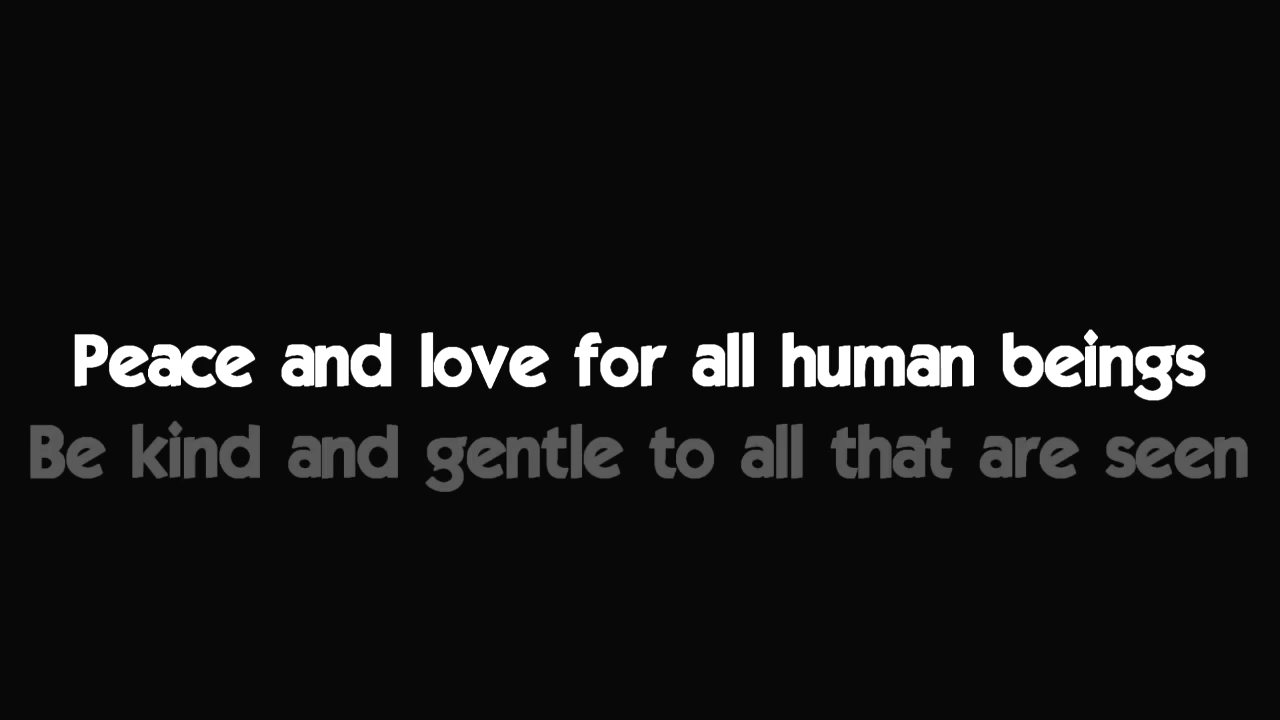 Peace and love for all human beings
Be kind and gentle to all that are seen